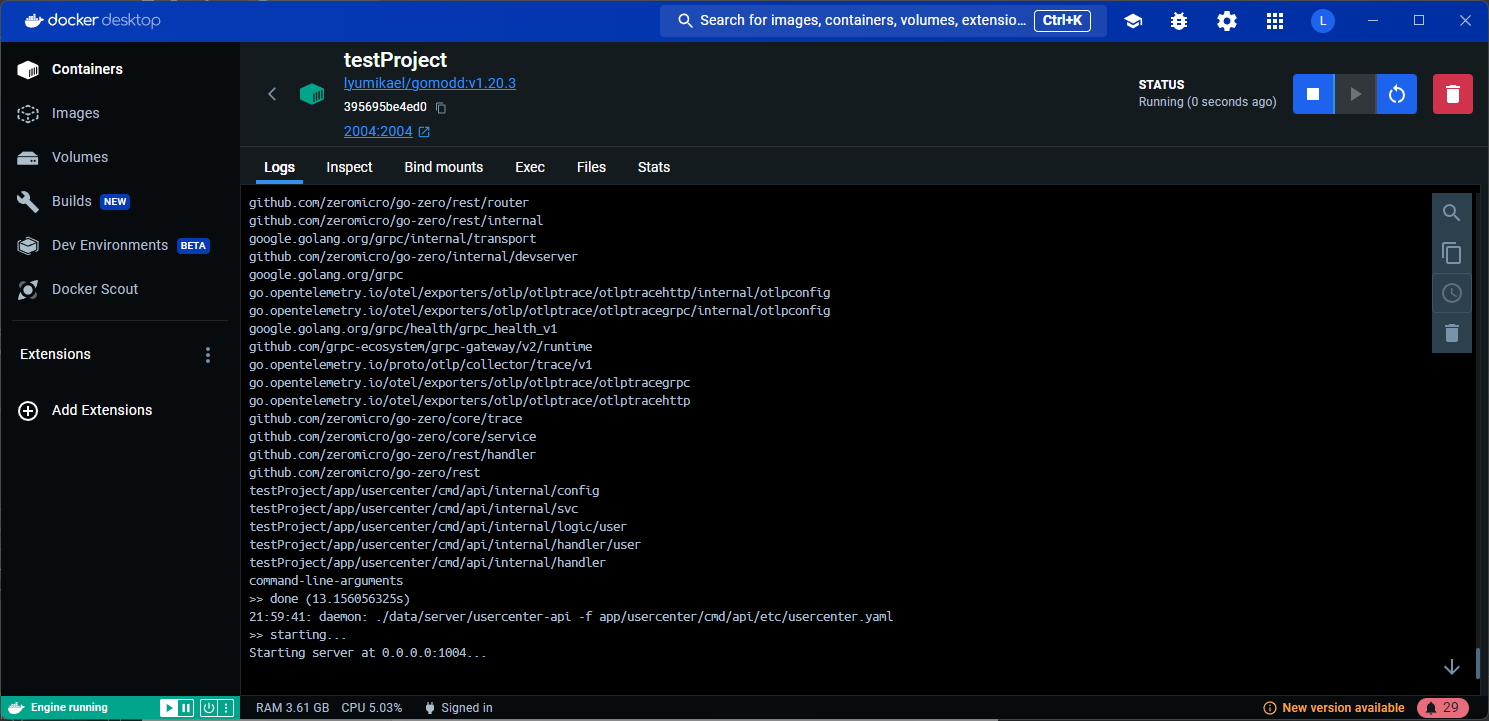 docker desktop
Search for images, containers, volumes, extensio... Ctrl+K
L
Containers
Images
Volumes
Builds NEW
Dev Environments BETA
Docker Scout
Extensions
Add Extensions
testProject
lyumikael/gomodd:v1.20.3
395695be4ed0
2004:2004
STATUS
Running (0 seconds ago)
Logs Inspect Bind mounts Exec Files Stats
github.com/zeromicro/go-zero/rest/router
github.com/zeromicro/go-zero/rest/internal
google.golang.org/grpc/internal/transport
github.com/zeromicro/go-zero/internal/devserver
google.golang.org/grpc
go.opentelemetry.io/otel/exporters/otlp/otlptrace/otlptracehttp/internal/otlpconfig
go.opentelemetry.io/otel/exporters/otlp/otlptrace/otlptracegrpc/internal/otlpconfig
google.golang.org/grpc/health/grpc_health_v1
github.com/grpc-ecosystem/grpc-gateway/v2/runtime
go.opentelemetry.io/proto/otlp/collector/trace/v1
go.opentelemetry.io/otel/exporters/otlp/otlptrace/otlptracegrpc
go.opentelemetry.io/otel/exporters/otlp/otlptrace/otlptracehttp
github.com/zeromicro/go-zero/core/trace
github.com/zeromicro/go-zero/core/service
github.com/zeromicro/go-zero/rest/handler
github.com/zeromicro/go-zero/rest
testProject/app/usercenter/cmd/api/internal/config
testProject/app/usercenter/cmd/api/internal/svc
testProject/app/usercenter/cmd/api/internal/logic/user
testProject/app/usercenter/cmd/api/internal/handler/user
testProject/app/usercenter/cmd/api/internal/handler
command-line-arguments
>> done (13.156056325s)
21:59:41: daemon: ./data/server/usercenter-api -f app/usercenter/cmd/api/etc/usercenter.yaml
>> starting...
Starting server at 0.0.0.0:1004...
Engine running
RAM 3.61 GB CPU 5.03% Signed in
New version available 29